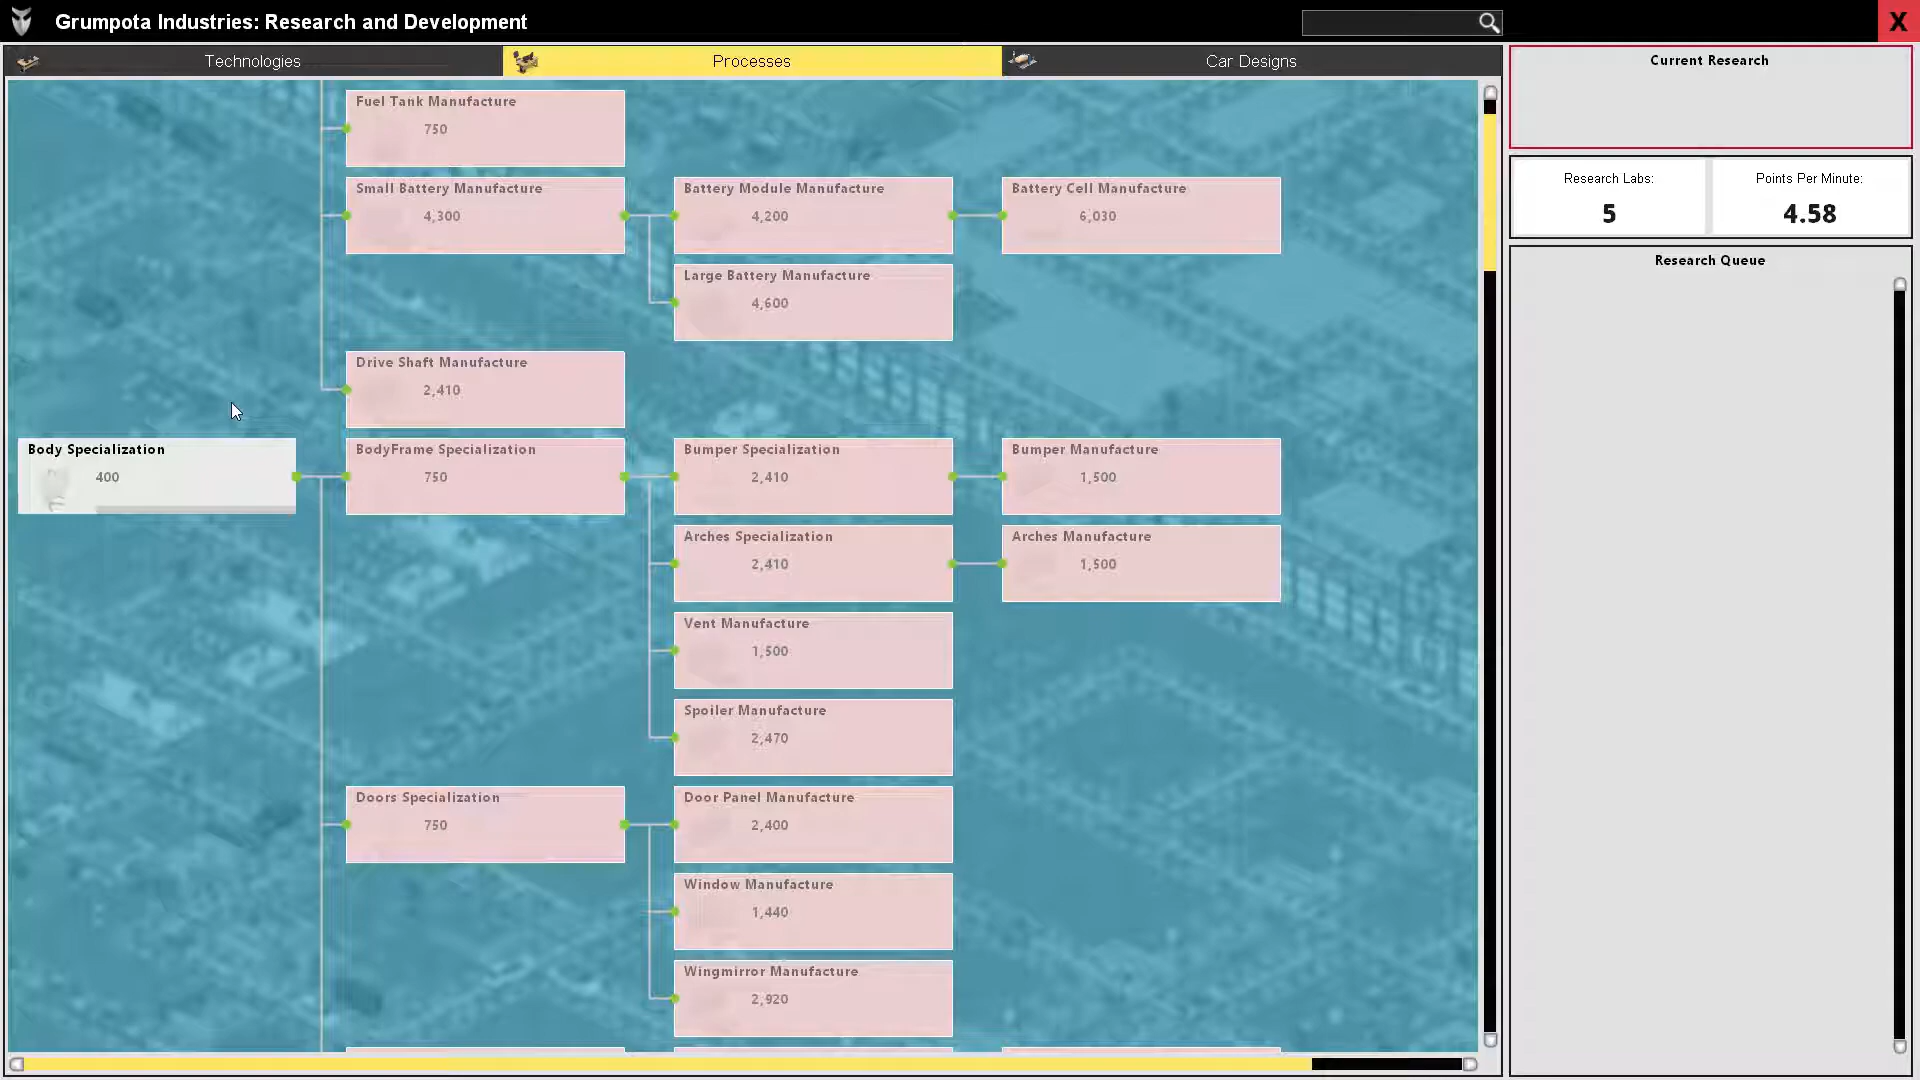 Grumpota Industries: Research and Development
X
Technologies
Processes
Car Designs
Current Research
Fuel Tank Manufacture
750
Small Battery Manufacture
4,300
Battery Module Manufacture
4,200
Battery Cell Manufacture
6,030
Large Battery Manufacture
4,600
Drive Shaft Manufacture
2,410
Body Specialization
400
BodyFrame Specialization
750
Bumper Specialization
2,410
Bumper Manufacture
1,500
Arches Specialization
2,410
Arches Manufacture
1,500
Vent Manufacture
1,500
Spoiler Manufacture
2,470
Doors Specialization
750
Door Panel Manufacture
2,400
Window Manufacture
1,440
Wingmirror Manufacture
2,920
Research Labs:
5
Points Per Minute:
4.58
Research Queue